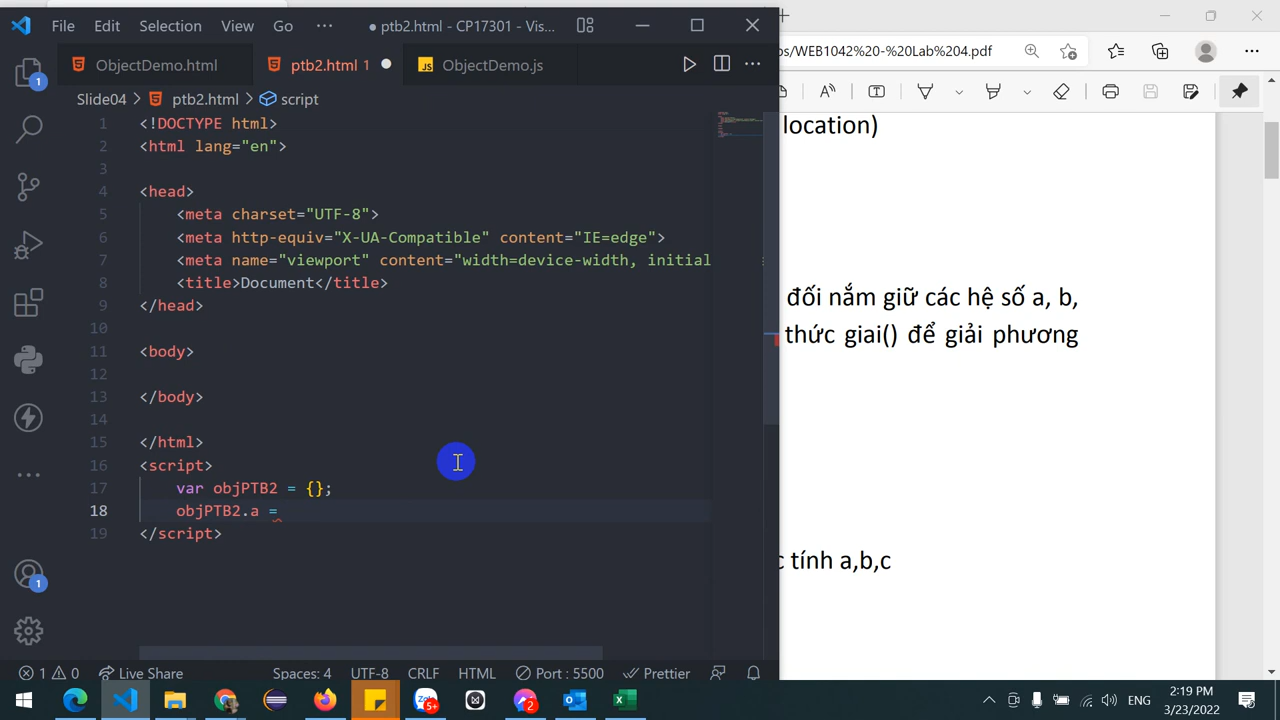 File Edit Selection View Go ··· ● ptb2.html - CP17301 - Vis...
ObjectDemo.html ptb2.html 1 ● JS ObjectDemo.js
Slide04 > ptb2.html > script
1 <!DOCTYPE html>
2 <html lang="en">
3
4 <head>
5 <meta charset="UTF-8">
6 <meta http-equiv="X-UA-Compatible" content="IE=edge">
7 <meta name="viewport" content="width=device-width, initial
8 <title>Document</title>
9 </head>
10
11 <body>
12
13 </body>
14
15 </html>
16 <script>
17 var objPTB2 = {};
18 objPTB2.a =
19 </script>
1
1
1 0 Live Share Spaces: 4 UTF-8 CRLF HTML Port : 5500 Prettier
os/WEB1042%20-%20Lab%204.pdf
location)
đối nắm giữ các hệ số a, b,
thức giai() để giải phương
c tính a,b,c
5+ 2 ENG 2:19 PM
3/23/2022